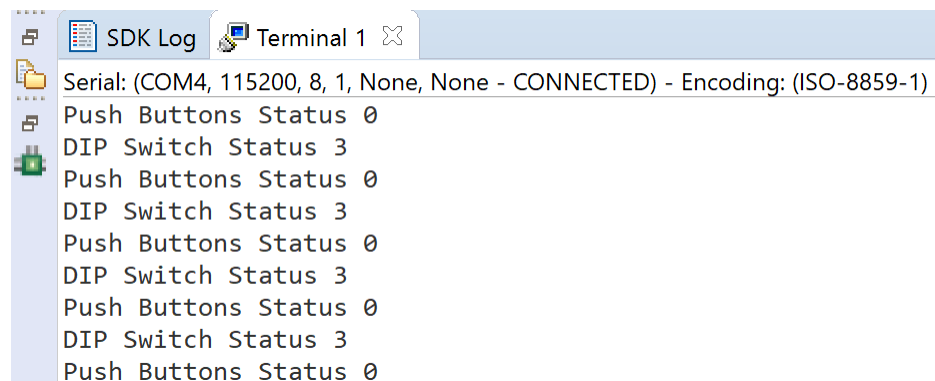 SDK Log
Terminal 1
Serial: (COM4, 115200, 8, 1, None, None - CONNECTED) - Encoding: (ISO-8859-1)
Push Buttons Status 0
DIP Switch Status 3
Push Buttons Status 0
DIP Switch Status 3
Push Buttons Status 0
DIP Switch Status 3
Push Buttons Status 0
DIP Switch Status 3
Push Buttons Status 0